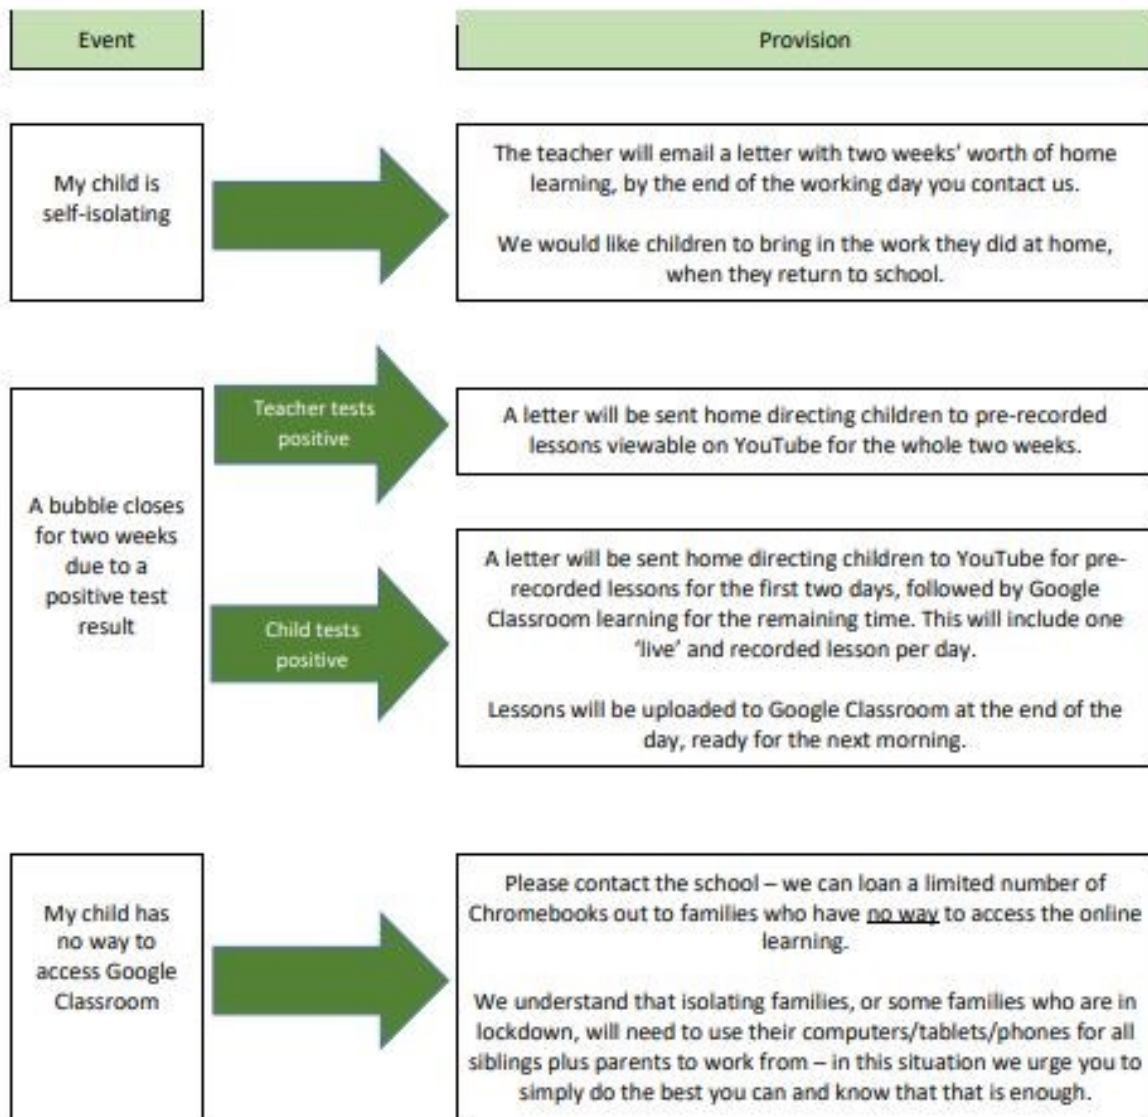 Event
Provision
My child is
self-isolating
The teacher will email a letter with two weeks' worth of home
learning, by the end of the working day you contact us.
We would like children to bring in the work they did at home,
when they return to school.
A bubble closes
for two weeks
due to a
positive test
result
Teacher tests
positive
A letter will be sent home directing children to pre-recorded
lessons viewable on YouTube for the whole two weeks.
Child tests
positive
A letter will be sent home directing children to YouTube for pre-
recorded lessons for the first two days, followed by Google
Classroom learning for the remaining time. This will include one
'live' and recorded lesson per day.
Lessons will be uploaded to Google Classroom at the end of the
day, ready for the next morning.
My child has
no way to
access Google
Classroom
Please contact the school – we can loan a limited number of
Chromebooks out to families who have no way to access the online
learning.
We understand that isolating families, or some families who are in
lockdown, will need to use their computers/tablets/phones for all
siblings plus parents to work from – in this situation we urge you to
simply do the best you can and know that that is enough.